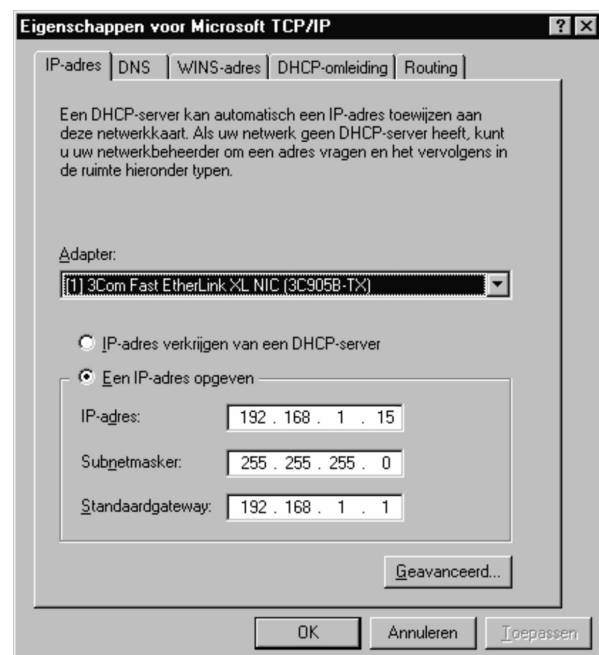 Eigenschappen voor Microsoft TCP/IP
IP-adres DNS WINS-adres DHCP-omleiding Routing
Een DHCP-server kan automatisch een IP-adres toewijzen aan
deze netwerkkaart. Als uw netwerk geen DHCP-server heeft, kunt
u uw netwerkbeheerder om een adres vragen en het vervolgens in
de ruimte hieronder typen.
Adapter:
[1] 3Com Fast EtherLink XL NIC (3C905B-TX)
IP-adres verkrijgen van een DHCP-server
Een IP-adres opgeven
IP-adres: 192 . 168 . 1 . 15
Subnetmasker: 255 . 255 . 255 . 0
Standaardgateway: 192 . 168 . 1 . 1
Geavanceerd...
OK Annuleren Toepassen